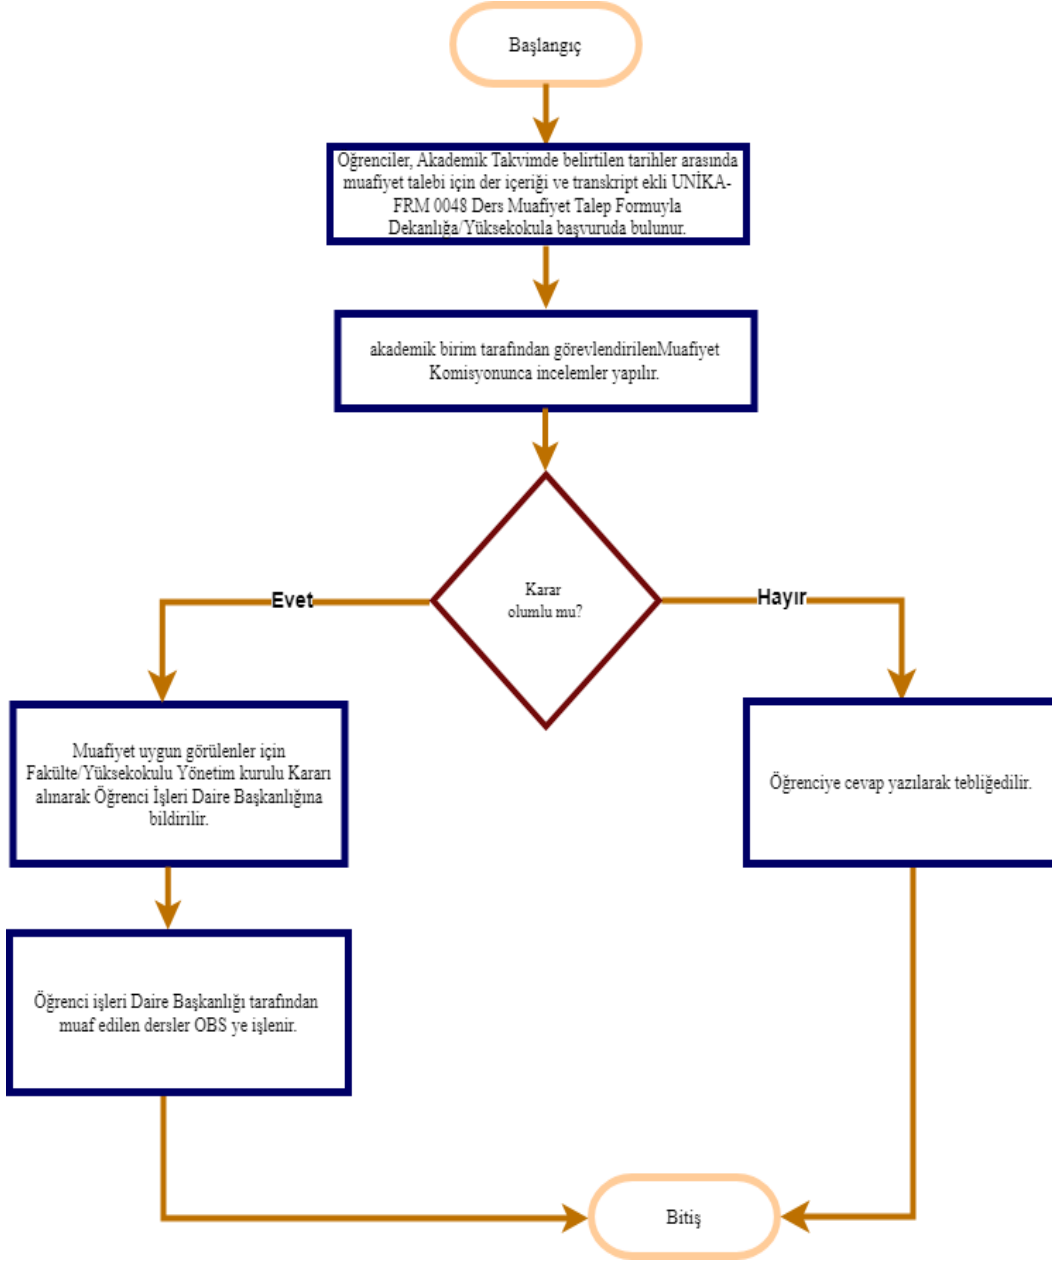 Başlangıç
Öğrenciler, Akademik Takvimde belirtilen tarihler arasında
muafiyet talebi için der içeriği ve transkript ekli UNİKA-
FRM 0048 Ders Muafiyet Talep Formuyla
Dekanlığa/Yüksekokula başvuruda bulunur.
akademik birim tarafından görevlendirilenMuafiyet
Komisyonunca incelemler yapılır.
Karar
olumlu mu?
Evet
Hayır
Muafiyet uygun görülenler için
Fakülte/Yüksekokulu Yönetim kurulu Kararı
alınarak Öğrenci İşleri Daire Başkanlığına
bildirilir.
Öğrenciye cevap yazılarak tebliğedilir.
Öğrenci işleri Daire Başkanlığı tarafından
muaf edilen dersler OBS ye işlenir.
Bitiş